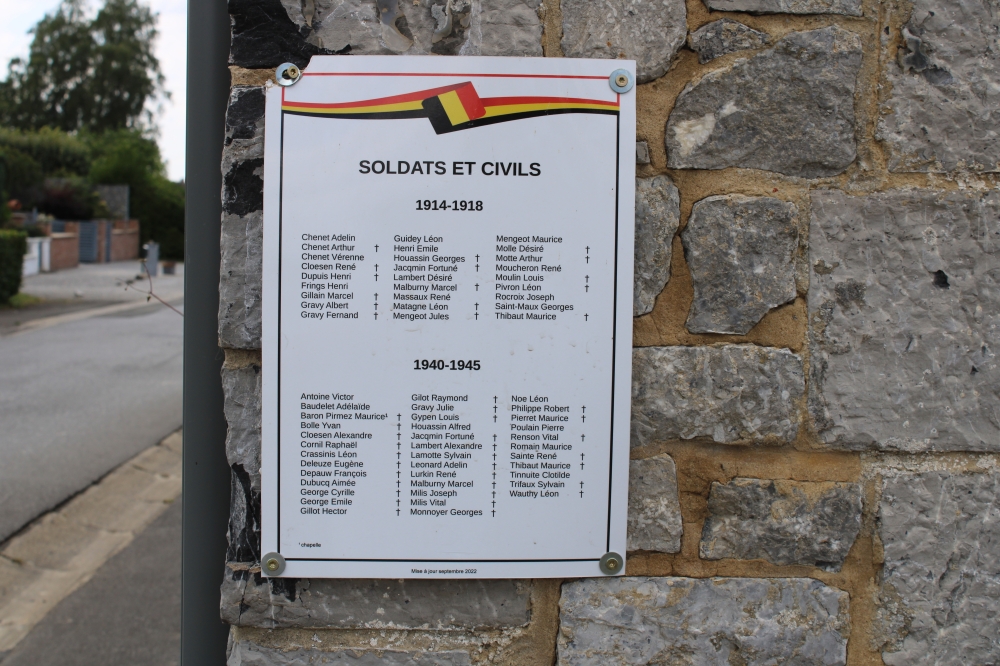 SOLDATS ET CIVILS
1914-1918
Chenet Adelin
Chenet Arthur †
Chenet Vérenne
Cloesen René †
Dupuis Henri †
Frings Henri
Gillain Marcel †
Gravy Albert †
Gravy Fernand †
Guidey Léon
Henri Emile
Houassin Georges †
Jacqmin Fortuné †
Lambert Désiré
Malburny Marcel †
Massaux René
Matagne Léon †
Mengeot Jules †
Mengeot Maurice
Molle Désiré †
Motte Arthur †
Moucheron René
Moulin Louis †
Pivron Léon †
Rocroix Joseph
Saint-Maux Georges
Thibaut Maurice †
1940-1945
Antoine Victor
Baudelet Adélaïde
Baron Pirmez Maurice¹ †
Bolle Yvan †
Cloesen Alexandre †
Cornil Raphaël †
Crassinis Léon †
Deleuze Eugène †
Depauw François †
Dubucq Aimée †
George Cyrille †
George Emile †
Gillot Hector †
Gilot Raymond †
Gravy Julie †
Gypen Louis †
Houassin Alfred
Jacqmin Fortuné †
Lambert Alexandre †
Lamotte Sylvain †
Leonard Adelin †
Lurkin René †
Malburny Marcel †
Milis Joseph †
Milis Vital †
Monnoyer Georges †
Noe Léon
Philippe Robert †
Pierret Maurice †
Poulain Pierre
Renson Vital †
Romain Maurice
Sainte René †
Thibaut Maurice †
Tinnuite Clotilde
Trifaux Sylvain †
Wauthy Léon †
¹chapelle
Mise à jour septembre 2022